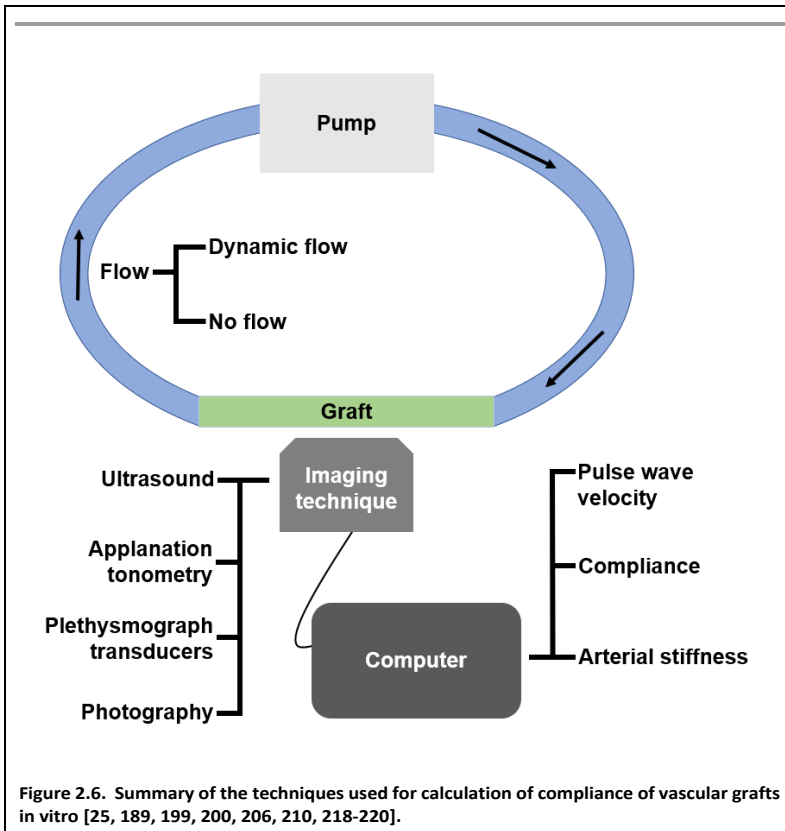 Pump
Dynamic flow
Flow
No flow
Graft
Imaging
technique
Ultrasound
Applanation
tonometry
Plethysmograph
transducers
Photography
Computer
Pulse wave
velocity
Compliance
Arterial stiffness
Figure 2.6.  Summary of the techniques used for calculation of compliance of vascular grafts
in vitro [25, 189, 199, 200, 206, 210, 218-220].